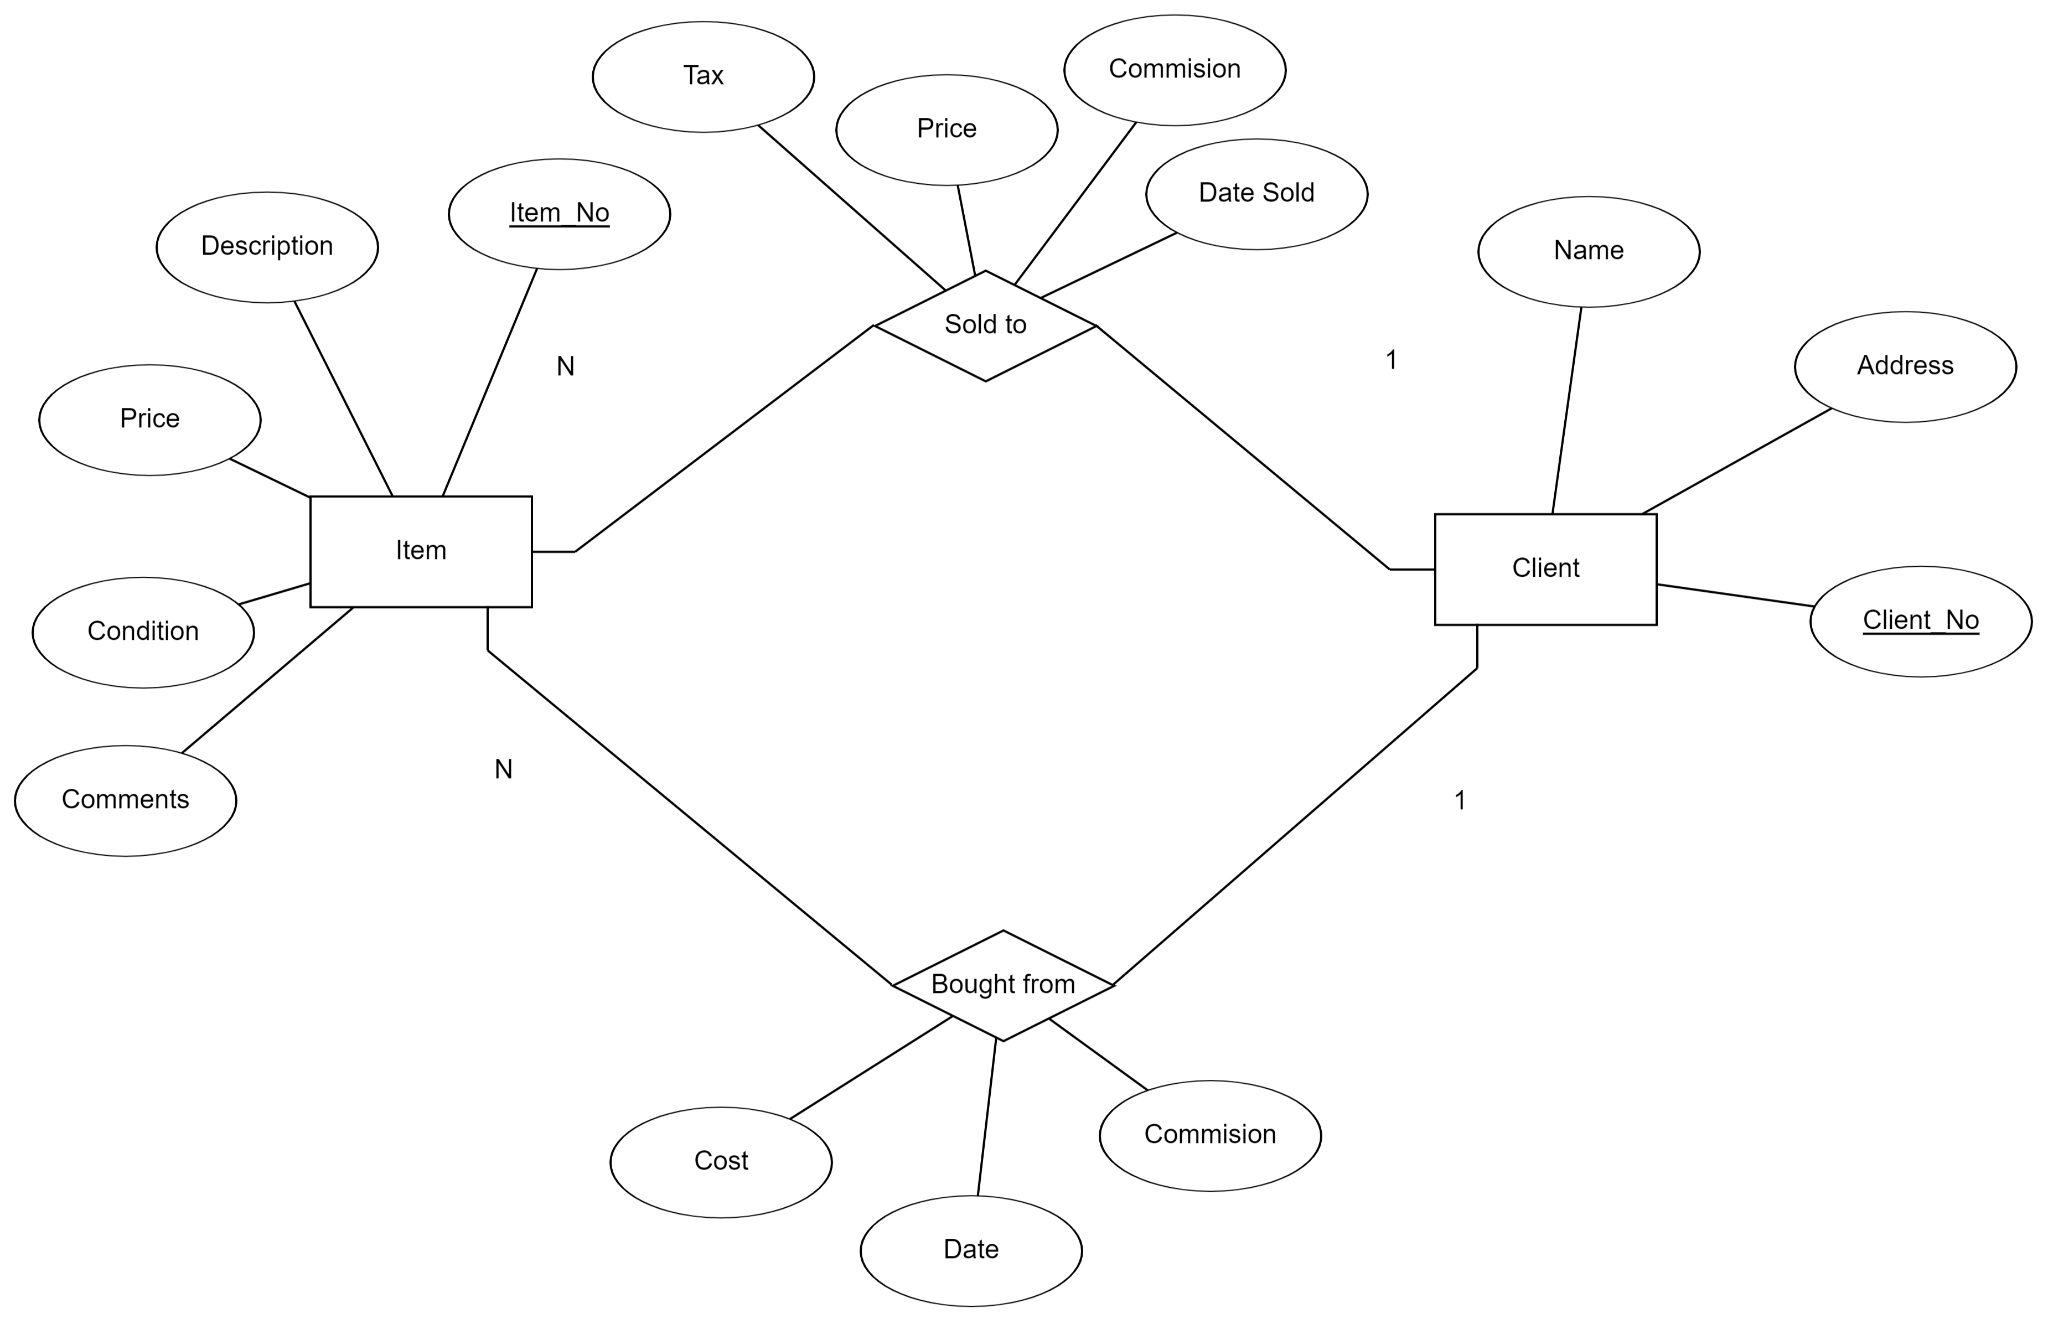 Tax
Commision
Price
Date Sold
Item_No
Description
Name
Sold to
N
1
Address
Price
Item
Client
Client_No
Condition
N
Comments
1
Bought from
Commision
Cost
Date